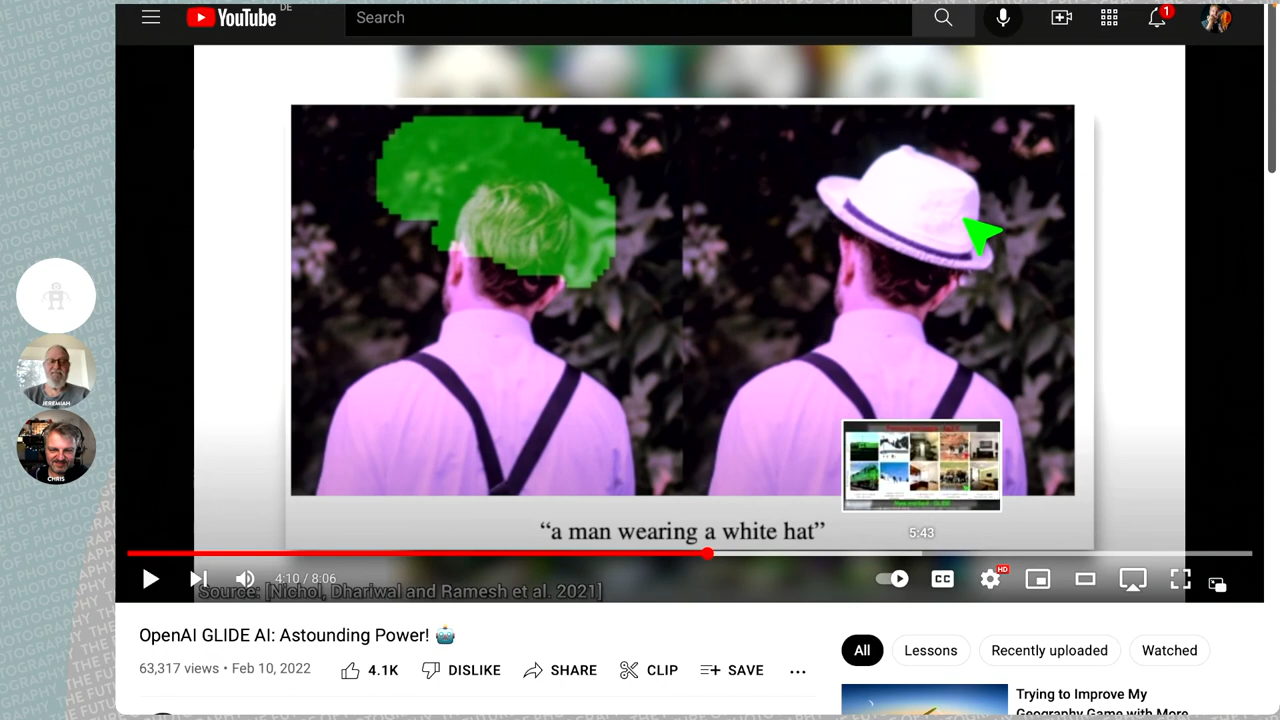 YouTube DE
Search
1
JEREMIAH
CHRIS
"a man wearing a white hat"
5:43
4:10 / 8:06
CC
HD
Source: [Nichol, Dhariwal and Ramesh et al. 2021]
OpenAI GLIDE AI: Astounding Power!
63,317 views • Feb 10, 2022
4.1K
DISLIKE
SHARE
CLIP
SAVE
All
Lessons
Recently uploaded
Watched
Trying to Improve My
Geography Game with More